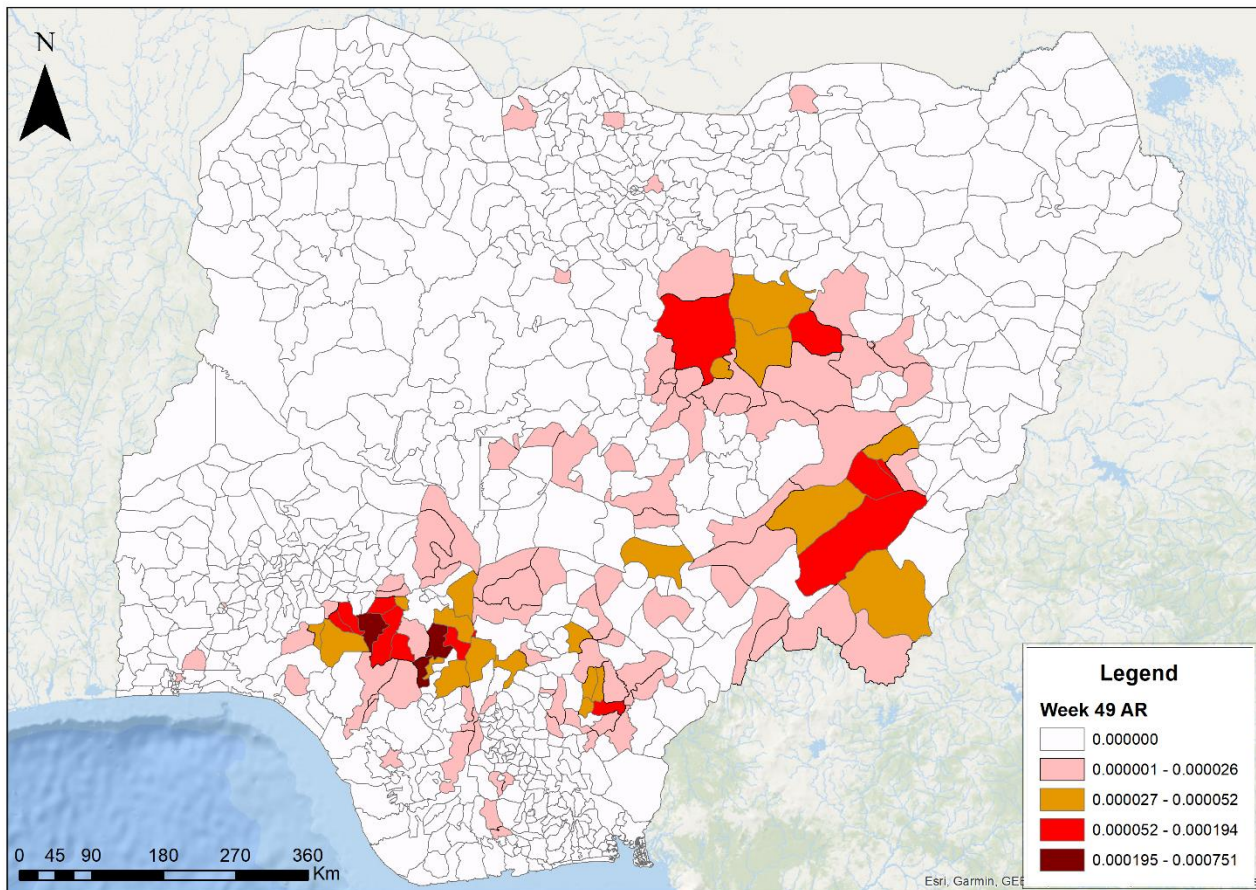 N
Legend
Week 49 AR
0.000000
0.000001 - 0.000026
0.000027 - 0.000052
0.000052 - 0.000194
0.000195 - 0.000751
0 45 90 180 270 360
Km
Esri, Garmin,